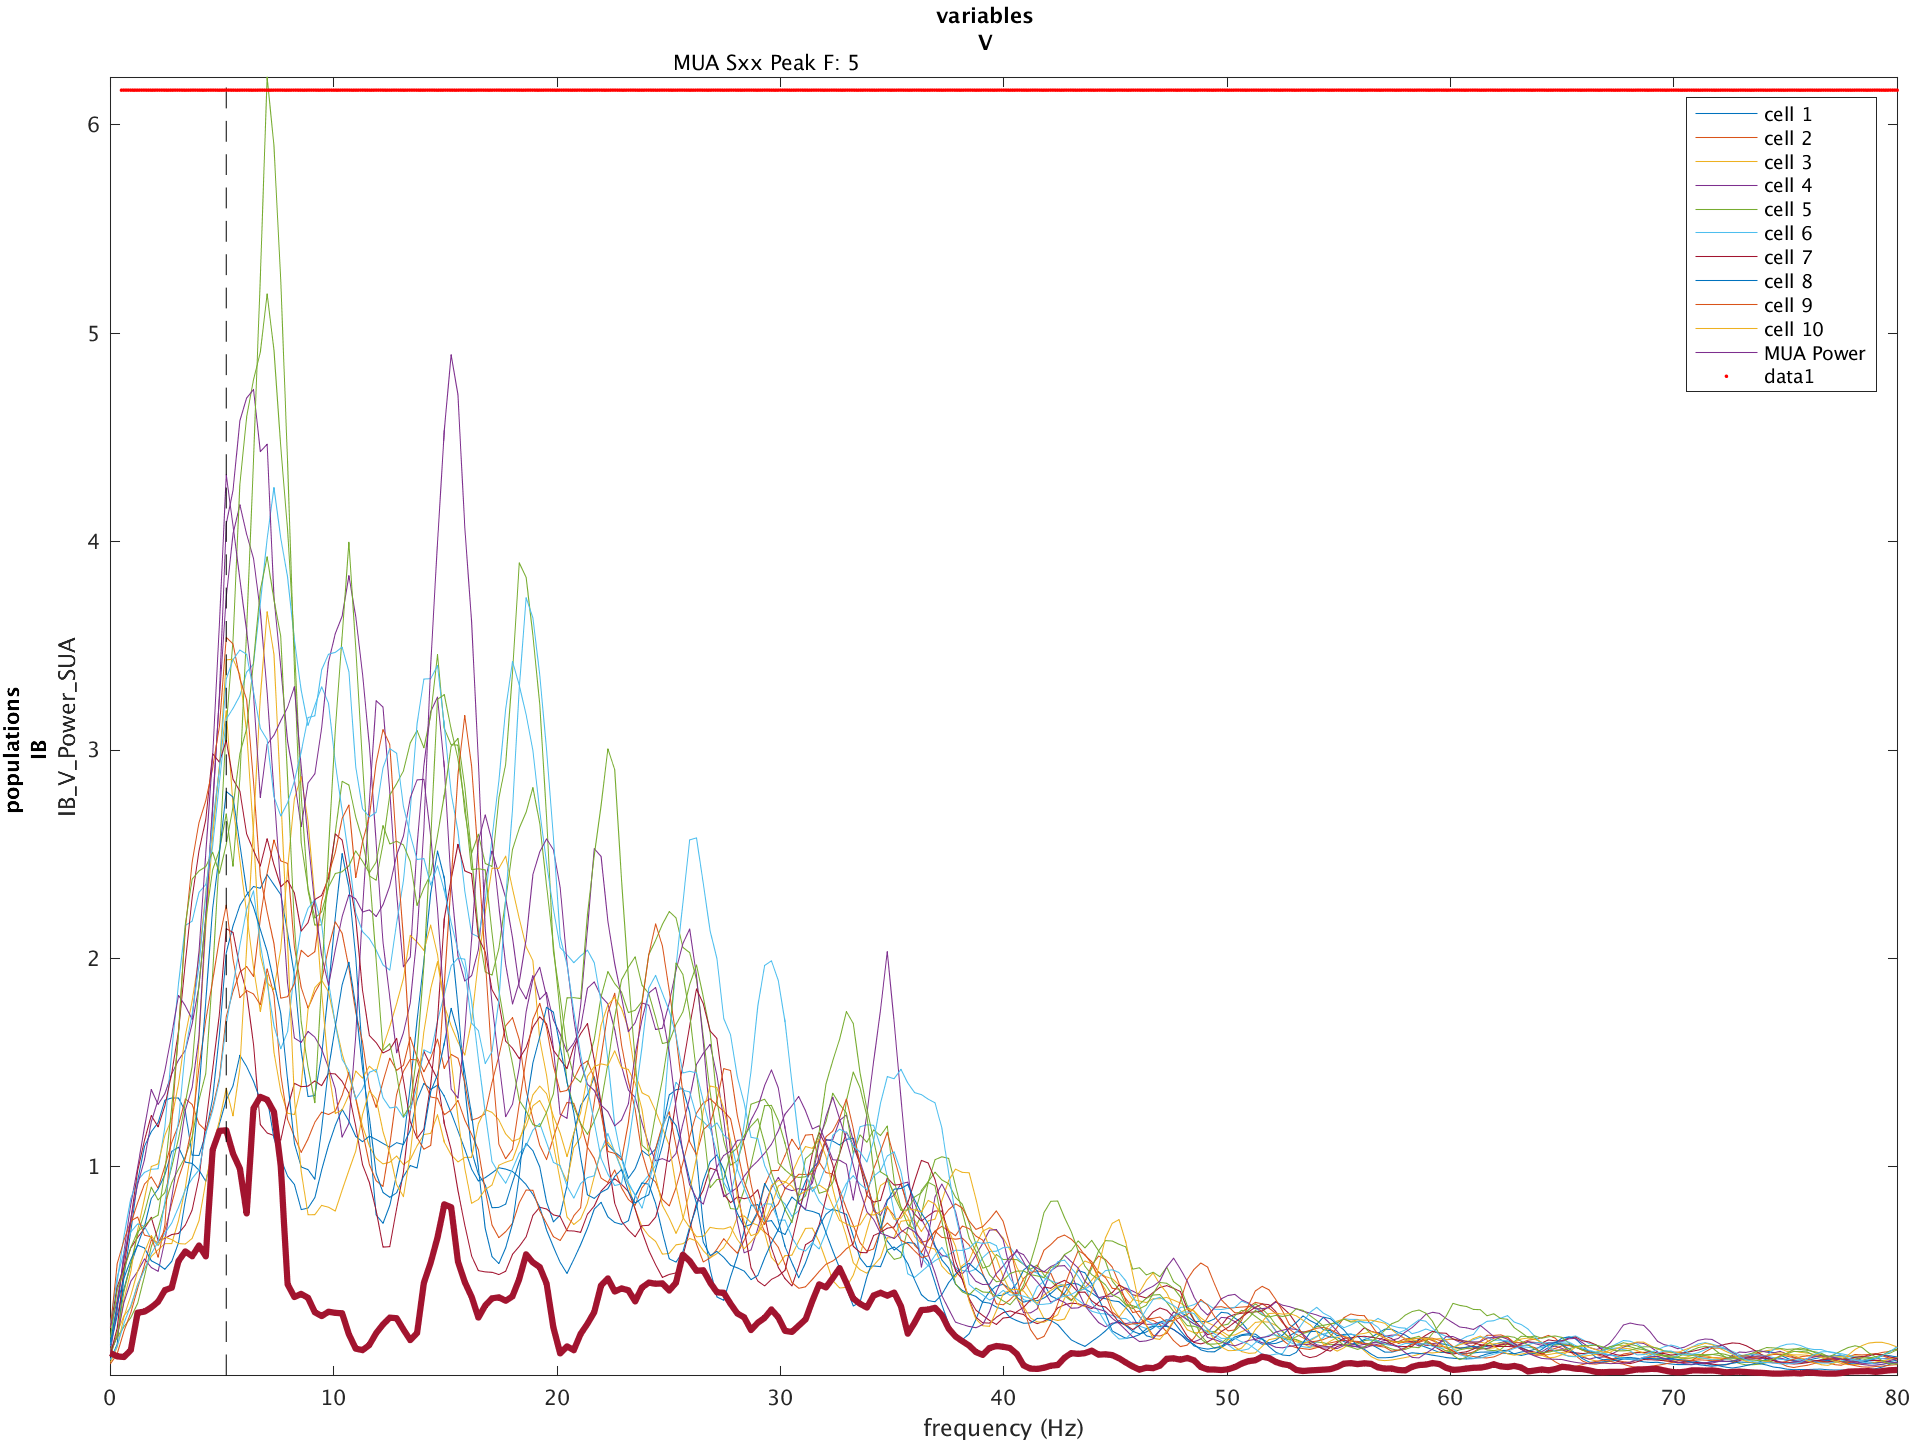 variables
V
MUA Sxx Peak F: 5
populations
IB
IB_V_Power_SUA
6
5
4
3
2
1
0
10
20
30
40
50
60
70
80
frequency (Hz)
cell 1
cell 2
cell 3
cell 4
cell 5
cell 6
cell 7
cell 8
cell 9
cell 10
MUA Power
data1